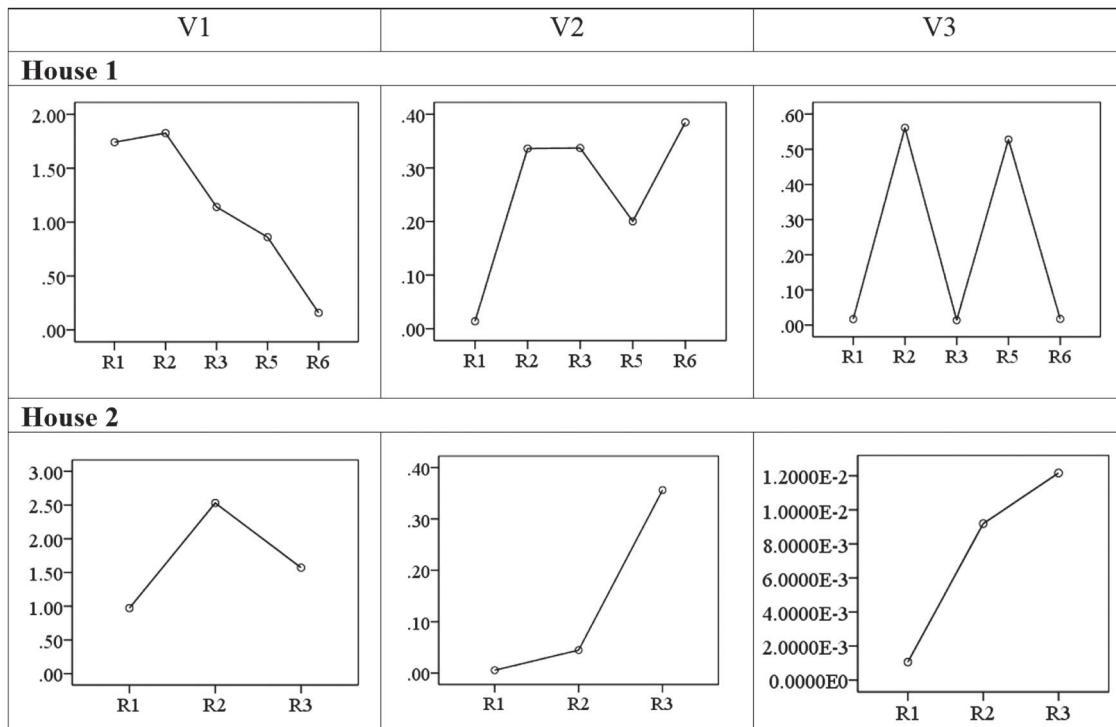 V1 V2 V3
House 1
2.00
1.50
1.00
.50
.00
R1 R2 R3 R5 R6
.40
.30
.20
.10
.00
R1 R2 R3 R5 R6
.60
.50
.40
.30
.20
.10
.00
R1 R2 R3 R5 R6
House 2
3.00
2.50
2.00
1.50
1.00
.50
.00
R1 R2 R3
.40
.30
.20
.10
.00
R1 R2 R3
1.2000E-2
1.0000E-2
8.0000E-3
6.0000E-3
4.0000E-3
2.0000E-3
0.0000E0
R1 R2 R3